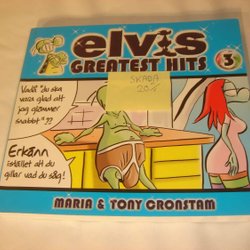 elvis
GREATEST HITS
3
SKADA
20:-
Vadå "du ska
vara glad att
jag glömmer
snabbt"??
Erkänn
istället att du
gillar vad du såg!
MARIA & TONY CRONSTAM